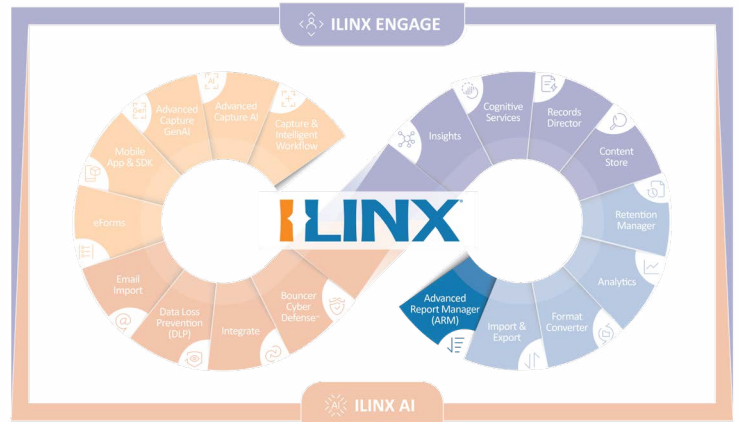 ILINX ENGAGE
Advanced
Capture
GenAI
Advanced
Capture AI
Capture &
Intelligent
Workflow
Mobile
App & SDK
eForms
Email
Import
Data Loss
Prevention
(DLP)
Integrate
Bouncer
Cyber
Defense™
ILINX
Insights
Cognitive
Services
Records
Director
Content
Store
Retention
Manager
Analytics
Format
Converter
Import &
Export
Advanced
Report Manager
(ARM)
AI
ILINX AI